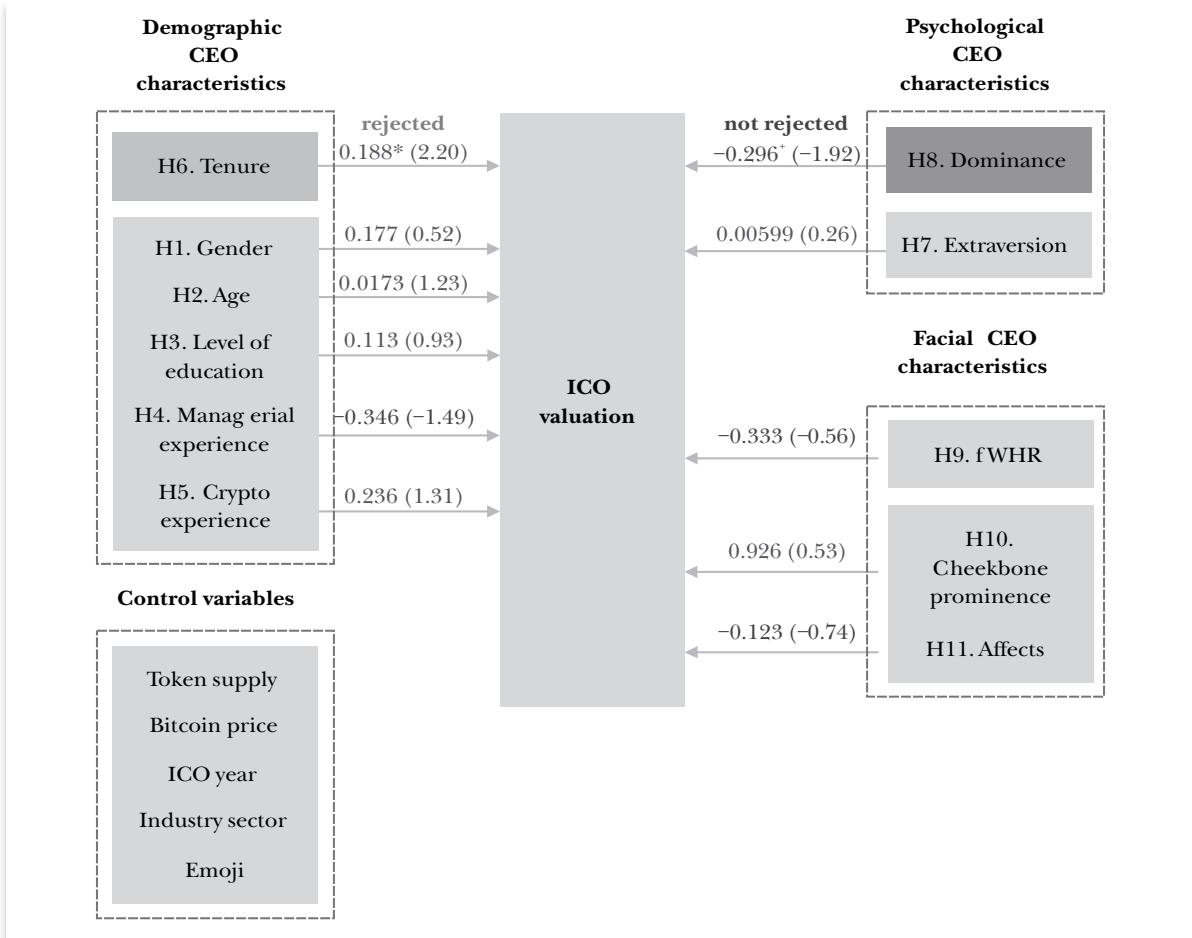 Demographic
CEO
characteristics
rejected
H6. Tenure
0.188* (2.20)
H1. Gender
0.177 (0.52)
H2. Age
0.0173 (1.23)
H3. Level of
education
0.113 (0.93)
H4. Manag erial
experience
−0.346 (−1.49)
H5. Crypto
experience
0.236 (1.31)
Control variables
Token supply
Bitcoin price
ICO year
Industry sector
Emoji
ICO
valuation
Psychological
CEO
characteristics
not rejected
−0.296+ (−1.92)
H8. Dominance
0.00599 (0.26)
H7. Extraversion
Facial CEO
characteristics
−0.333 (−0.56)
H9. fWHR
0.926 (0.53)
H10.
Cheekbone
prominence
−0.123 (−0.74)
H11. Affects